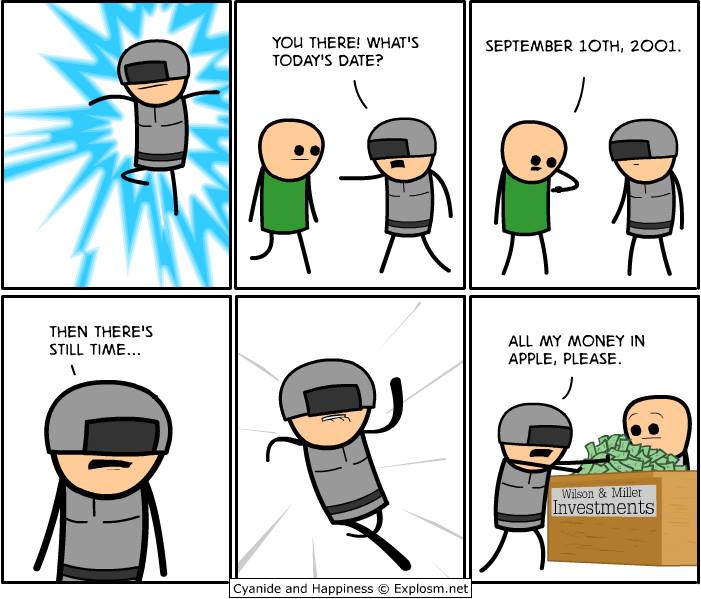 YOU THERE! WHAT'S
TODAY'S DATE?
SEPTEMBER 10TH, 2001.
THEN THERE'S
STILL TIME...
ALL MY MONEY IN
APPLE, PLEASE.
Wilson & Miller
Investments
Cyanide and Happiness © Explosm.net